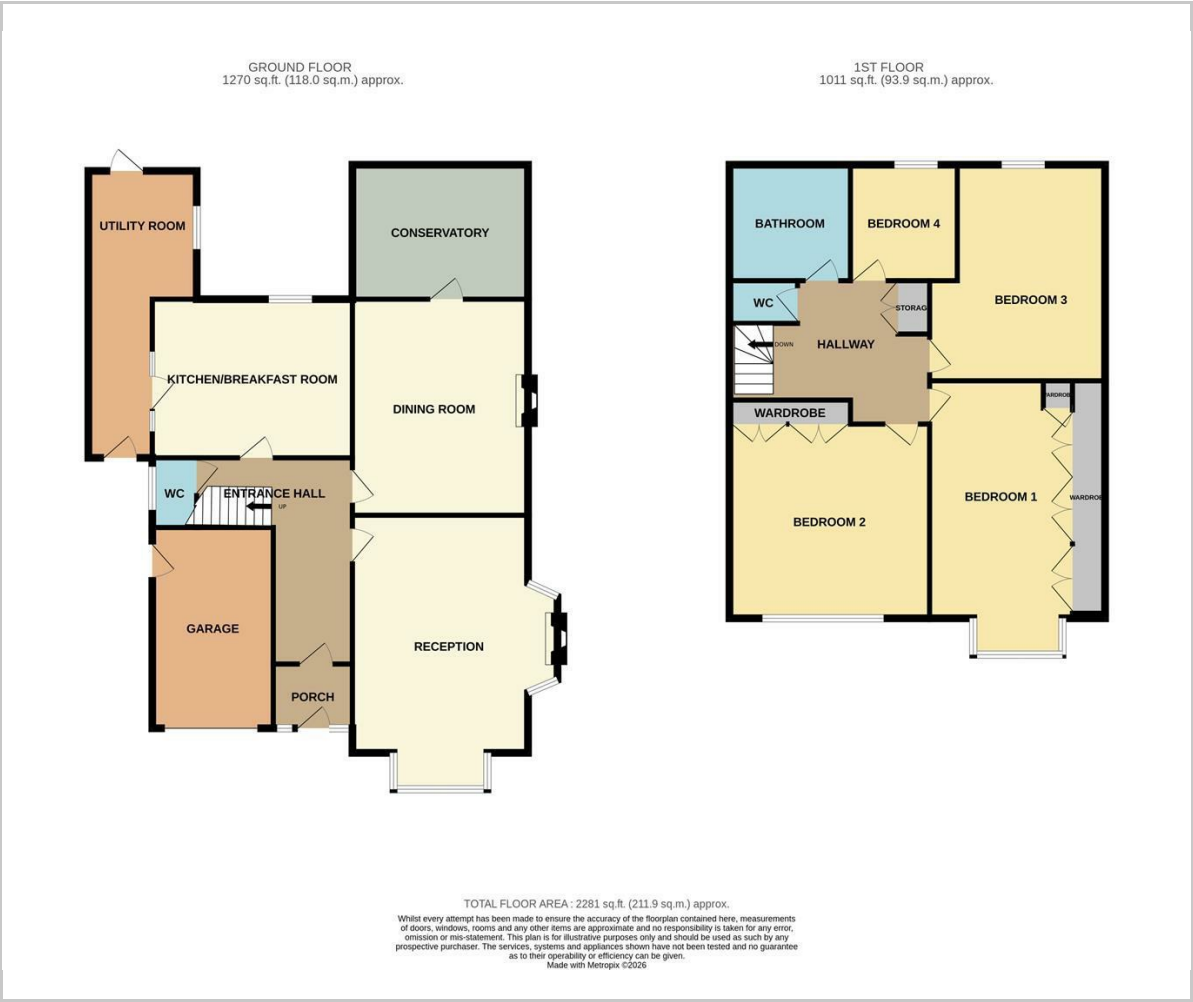 GROUND FLOOR
1270 sq.ft. (118.0 sq.m.) approx.
1ST FLOOR
1011 sq.ft. (93.9 sq.m.) approx.
UTILITY ROOM
CONSERVATORY
KITCHEN/BREAKFAST ROOM
DINING ROOM
WC
ENTRANCE HALL
UP
GARAGE
RECEPTION
PORCH
BATHROOM
BEDROOM 4
BEDROOM 3
WC
STORAG
DOWN
HALLWAY
WARDROBE
ARDROBE
BEDROOM 1
WARDROB
BEDROOM 2
TOTAL FLOOR AREA : 2281 sq.ft. (211.9 sq.m.) approx.
Whilst every attempt has been made to ensure the accuracy of the floorplan contained here, measurements
of doors, windows, rooms and any other items are approximate and no responsibility is taken for any error,
omission or mis-statement. This plan is for illustrative purposes only and should be used as such by any
prospective purchaser. The services, systems and appliances shown have not been tested and no guarantee
as to their operability or efficiency can be given.
Made with Metropix ©2026